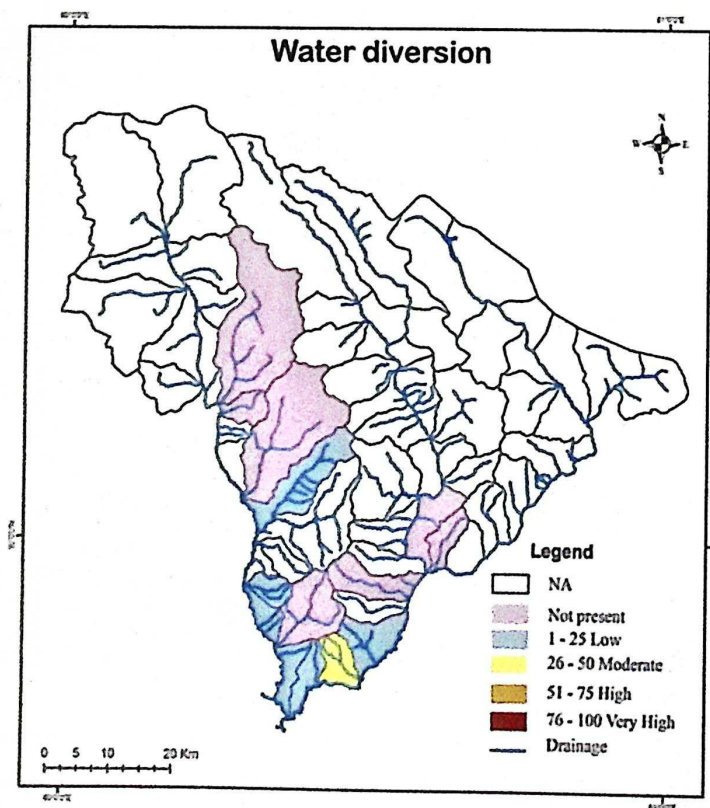 Water diversion
N
W E
S
Legend
NA
Not present
1 - 25 Low
26 - 50 Moderate
51 - 75 High
76 - 100 Very High
Drainage
0 5 10 20 Km